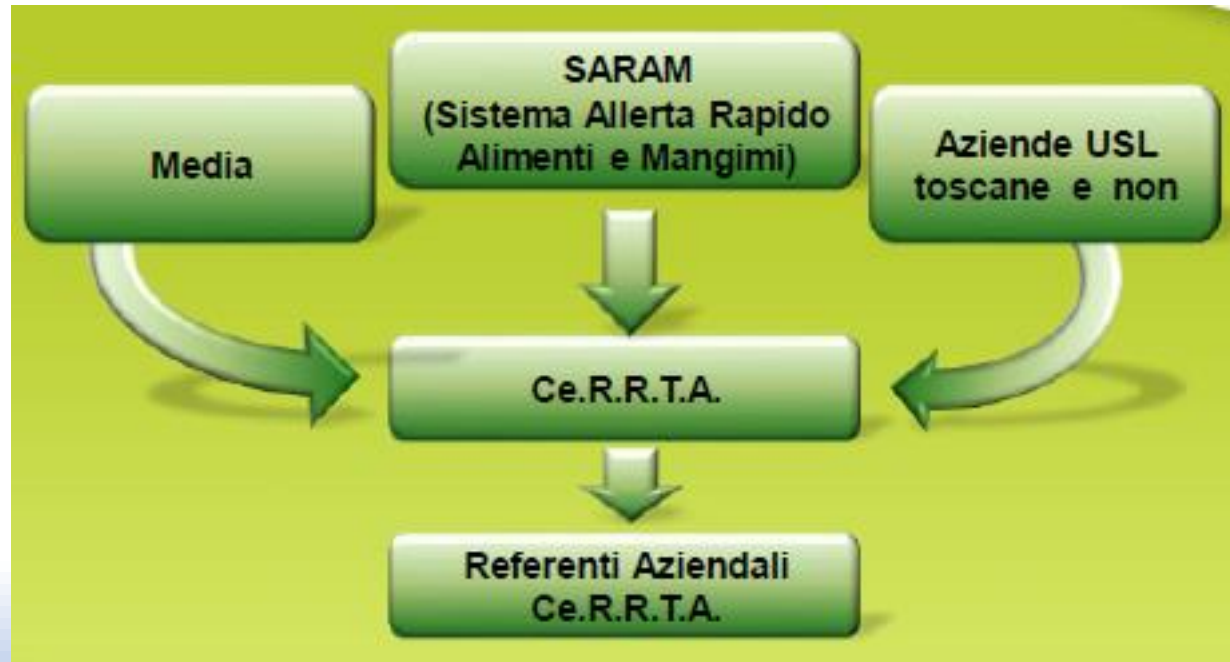 Media
SARAM
(Sistema Allerta Rapido
Alimenti e Mangimi)
Aziende USL
toscane e non
Ce.R.R.T.A.
Referenti Aziendali
Ce.R.R.T.A.